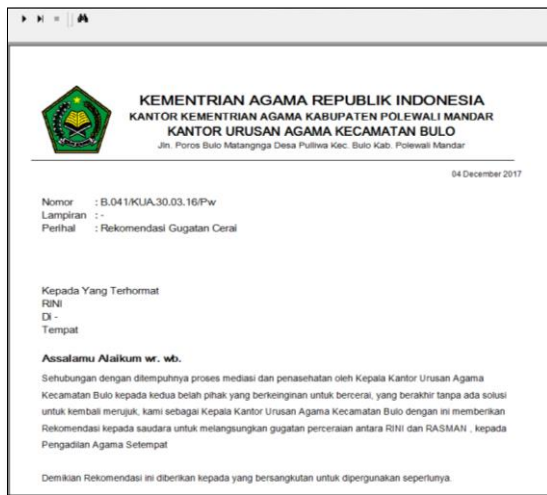 KEMENTRIAN AGAMA REPUBLIK INDONESIA
KANTOR KEMENTRIAN AGAMA KABUPATEN POLEWALI MANDAR
KANTOR URUSAN AGAMA KECAMATAN BULO
Jln. Poros Bulo Matangnga Desa Pulliwa Kec. Bulo Kab. Polewali Mandar
04 December 2017
Nomor : B.041/KUA.30.03.16/Pw
Lampiran : -
Perihal : Rekomendasi Gugatan Cerai
Kepada Yang Terhormat
RINI
Di -
Tempat
Assalamu Alaikum wr. wb.
Sehubungan dengan ditempuhnya proses mediasi dan penasehatan oleh Kepala Kantor Urusan Agama
Kecamatan Bulo kepada kedua belah pihak yang berkeinginan untuk bercerai, yang berakhir tanpa ada solusi
untuk kembali merujuk, kami sebagai Kepala Kantor Urusan Agama Kecamatan Bulo dengan ini memberikan
Rekomendasi kepada saudara untuk melangsungkan gugatan perceraian antara RINI dan RASMAN , kepada
Pengadilan Agama Setempat
Demikian Rekomendasi ini diberikan kepada yang bersangkutan untuk dipergunakan seperlunya.